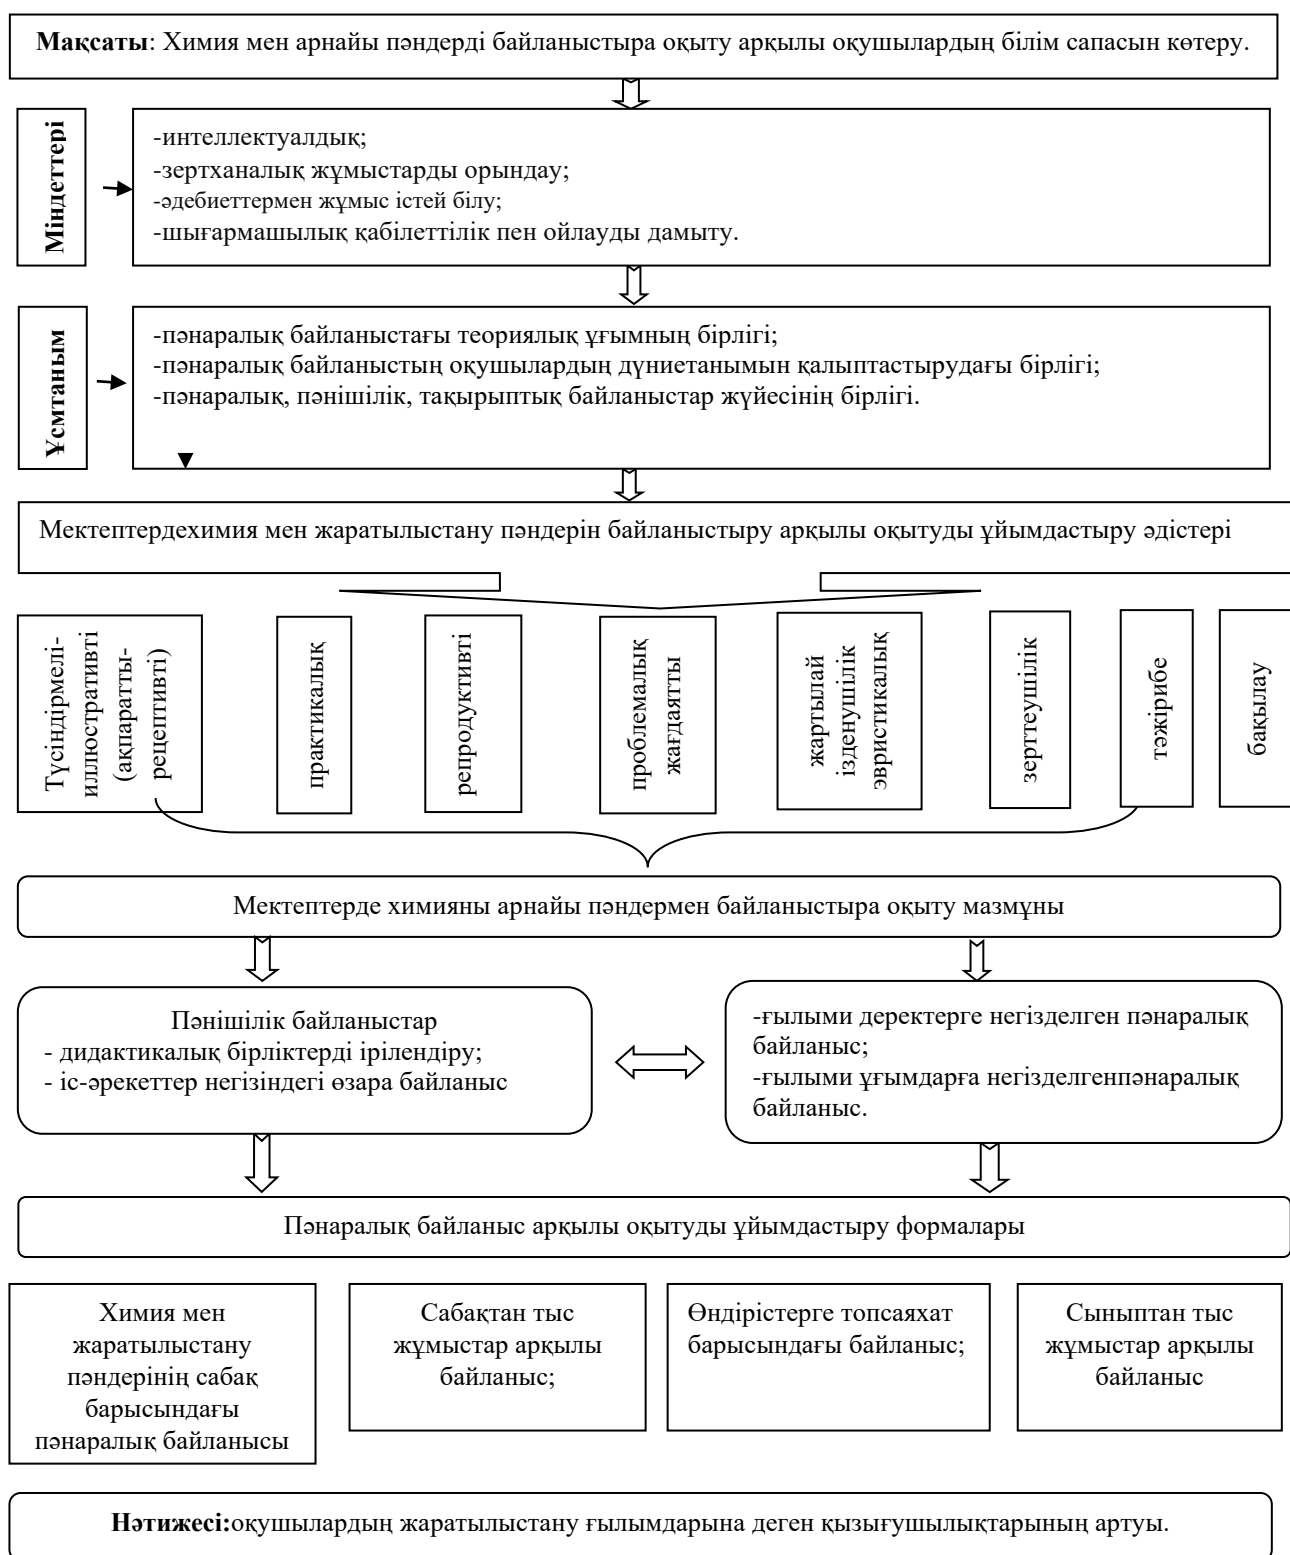 Мақсаты: Химия мен арнайы пәндерді байланыстыра оқыту арқылы оқушылардың білім сапасын көтеру.
Міндеттері
-интеллектуалдық;
-зертханалық жұмыстарды орындау;
-әдебиеттермен жұмыс істей білу;
-шығармашылық қабілеттілік пен ойлауды дамыту.
Ұсмтаным
-пәнаралық байланыстағы теориялық ұғымның бірлігі;
-пәнаралық байланыстың оқушылардың дүниетанымын қалыптастырудағы бірлігі;
-пәнаралық, пәнішілік, тақырыптық байланыстар жүйесінің бірлігі.
Мектептердехимия мен жаратылыстану пәндерін байланыстыру арқылы оқытуды ұйымдастыру әдістері
Түсіндірмелі-
иллюстративті
(ақпаратты-
рецептивті)
практикалық
репродуктивті
проблемалық
жағдаятты
жартылай
ізденушілік
эвристикалық
зерттеушілік
тәжірибе
бақылау
Мектептерде химияны арнайы пәндермен байланыстыра оқыту мазмұны
Пәнішілік байланыстар
- дидактикалық бірліктерді ірілендіру;
- іс-әрекеттер негізіндегі өзара байланыс
-ғылыми деректерге негізделген пәнаралық
байланыс;
-ғылыми ұғымдарға негізделгенпәнаралық
байланыс.
Пәнаралық байланыс арқылы оқытуды ұйымдастыру формалары
Химия мен
жаратылыстану
пәндерінің сабақ
барысындағы
пәнаралық байланысы
Сабақтан тыс
жұмыстар арқылы
байланыс;
Өндірістерге топсаяхат
барысындағы байланыс;
Сыныптан тыс
жұмыстар арқылы
байланыс
Нәтижесі:оқушылардың жаратылыстану ғылымдарына деген қызығушылықтарының артуы.